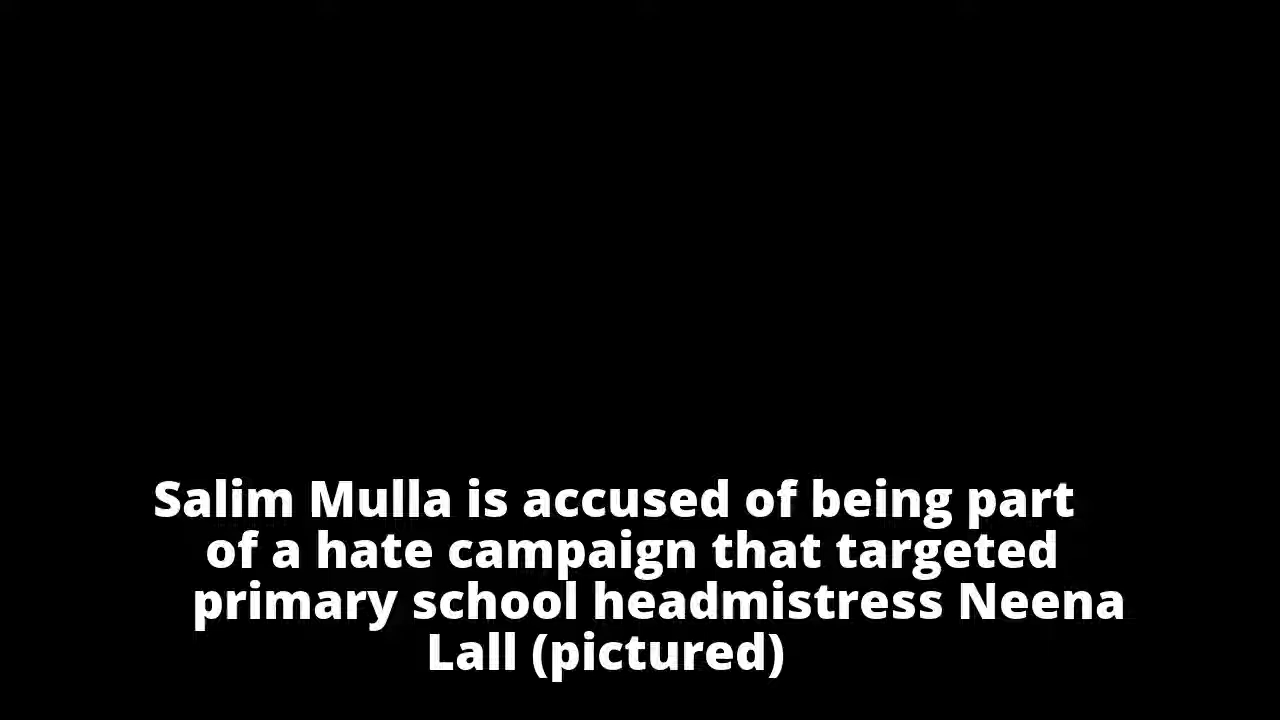 Salim Mulla is accused of being part
of a hate campaign that targeted
primary school headmistress Neena
Lall (pictured)